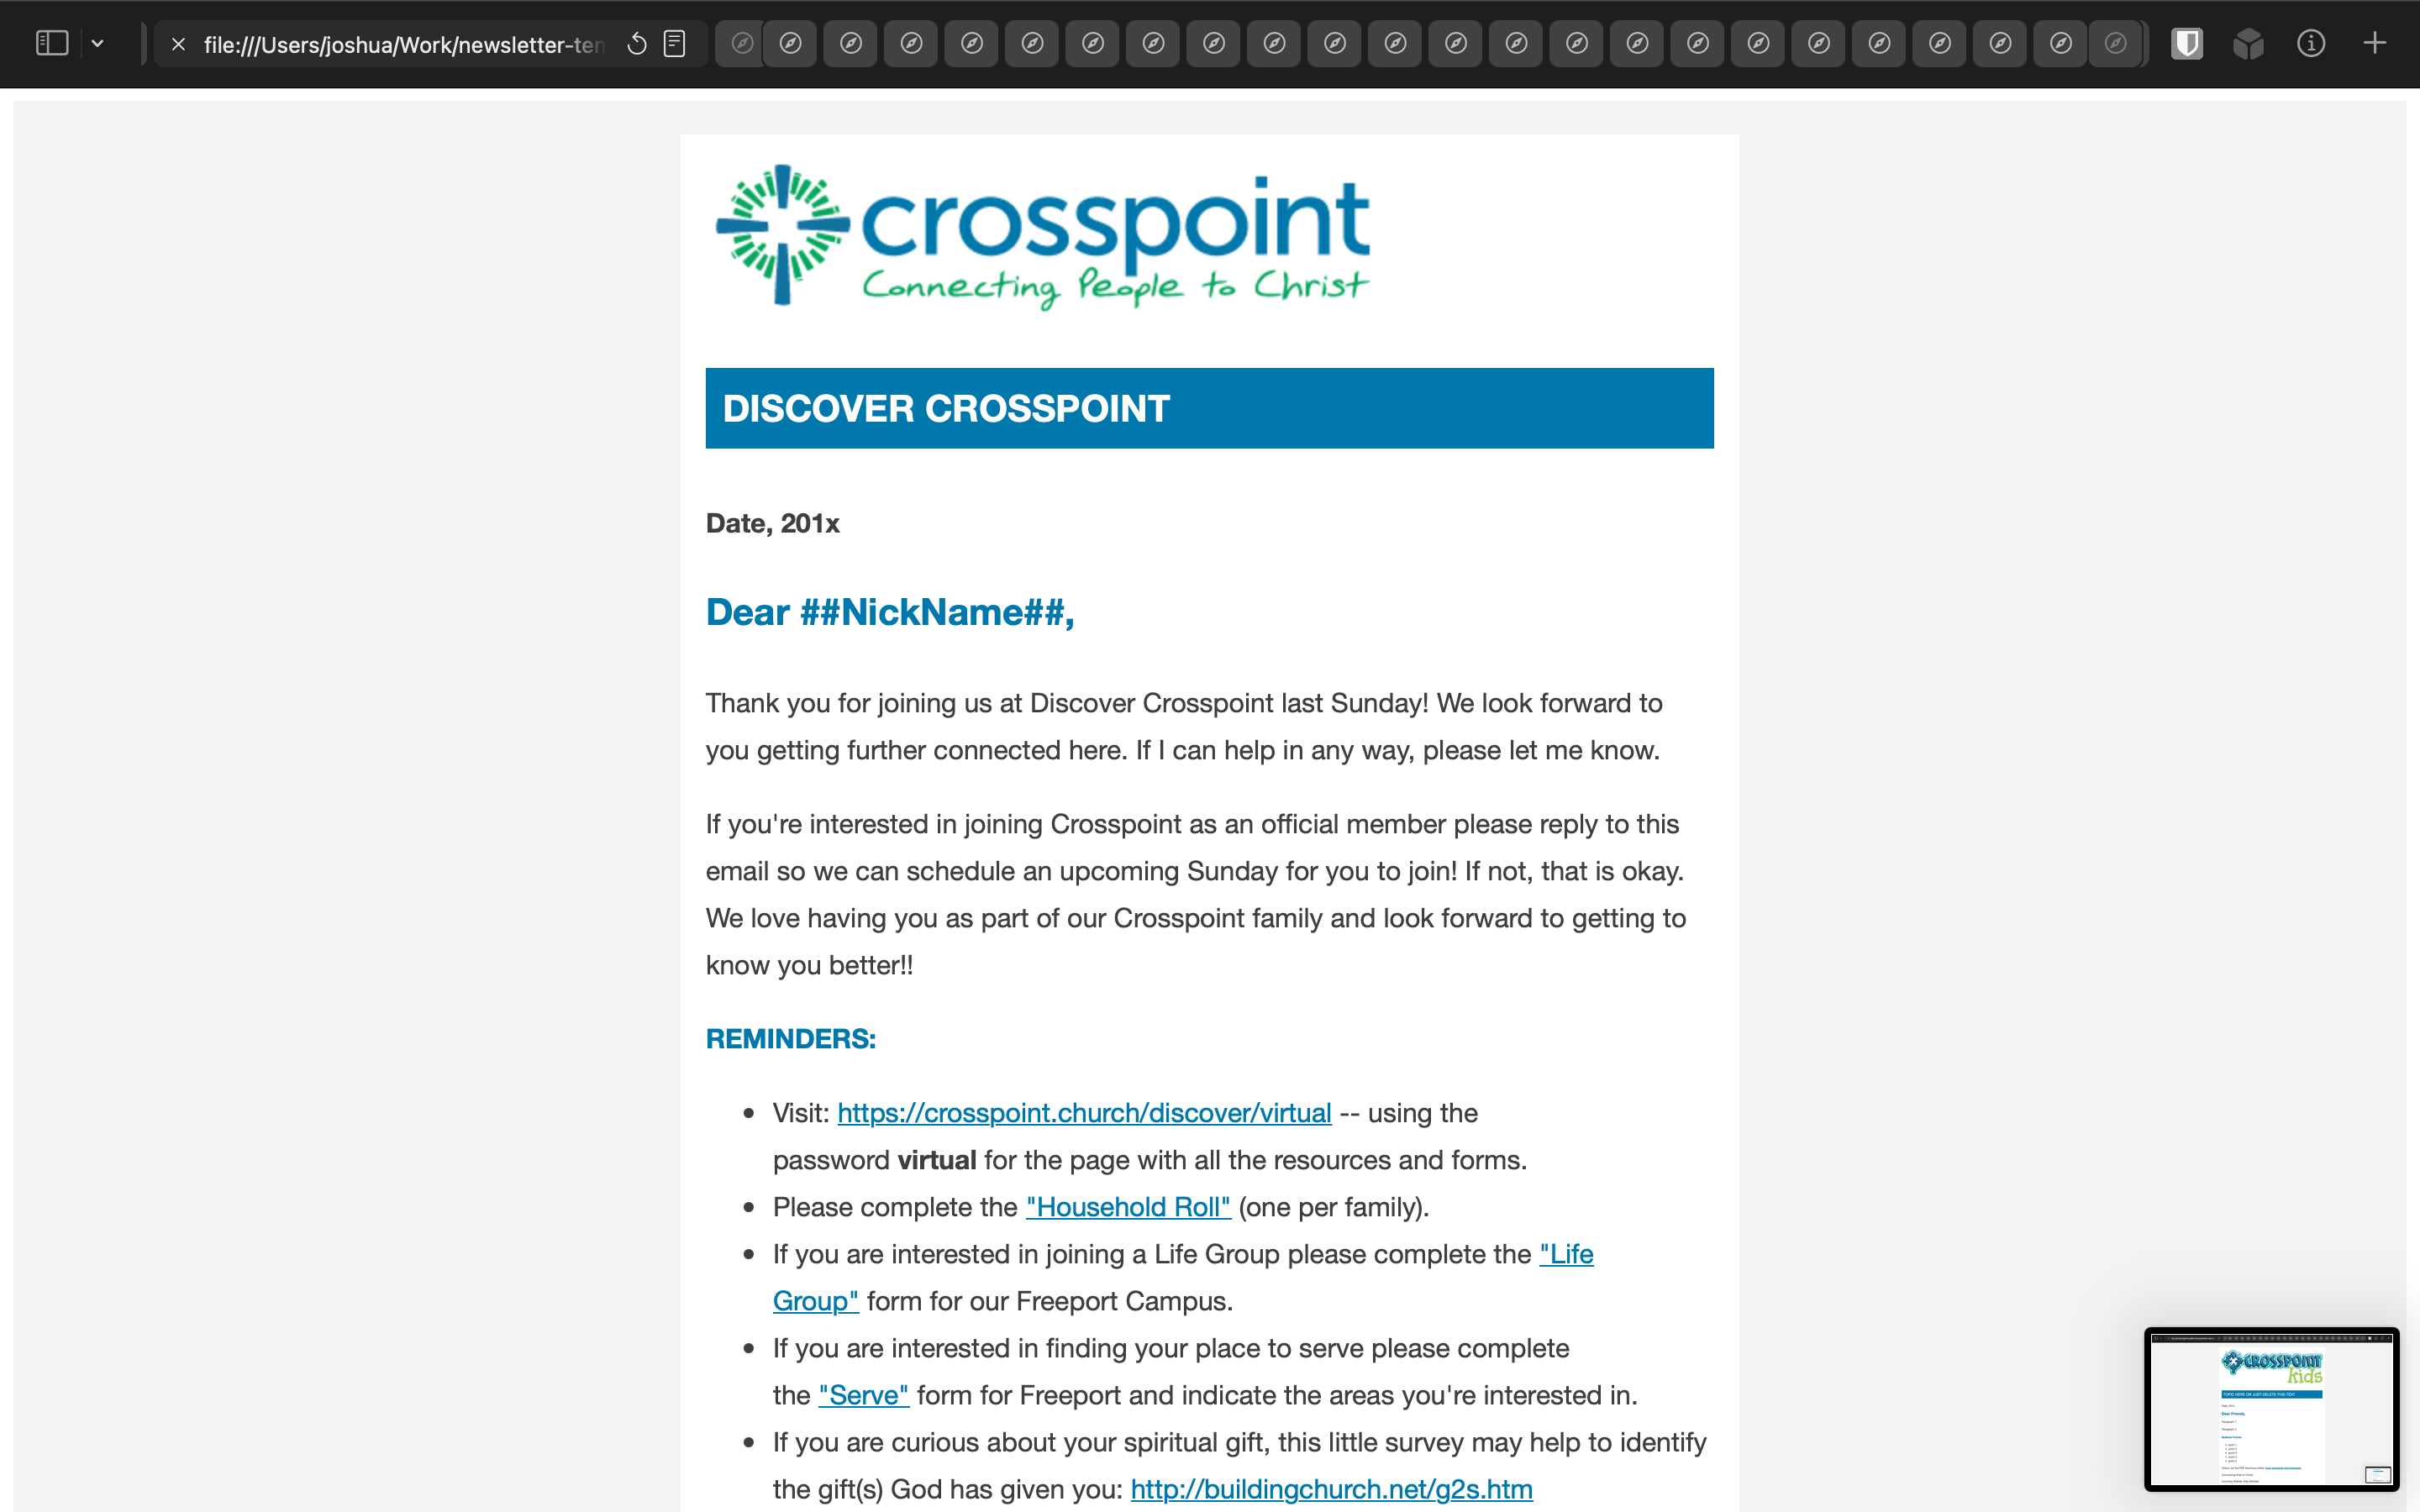 file:///Users/joshua/Work/newsletter-ten
crosspoint
Connecting People to Christ
DISCOVER CROSSPOINT
Date, 201x
Dear ##NickName##,
Thank you for joining us at Discover Crosspoint last Sunday! We look forward to
you getting further connected here. If I can help in any way, please let me know.
If you're interested in joining Crosspoint as an official member please reply to this
email so we can schedule an upcoming Sunday for you to join! If not, that is okay.
We love having you as part of our Crosspoint family and look forward to getting to
know you better!!
REMINDERS:
Visit: https://crosspoint.church/discover/virtual -- using the
password virtual for the page with all the resources and forms.
Please complete the "Household Roll" (one per family).
If you are interested in joining a Life Group please complete the "Life
Group" form for our Freeport Campus.
If you are interested in finding your place to serve please complete
the "Serve" form for Freeport and indicate the areas you're interested in.
If you are curious about your spiritual gift, this little survey may help to identify
the gift(s) God has given you: http://buildingchurch.net/g2s.htm
CROSSPOINT
kids
TOPIC HERE OR JUST DELETE THIS TEXT
Dear Friends,